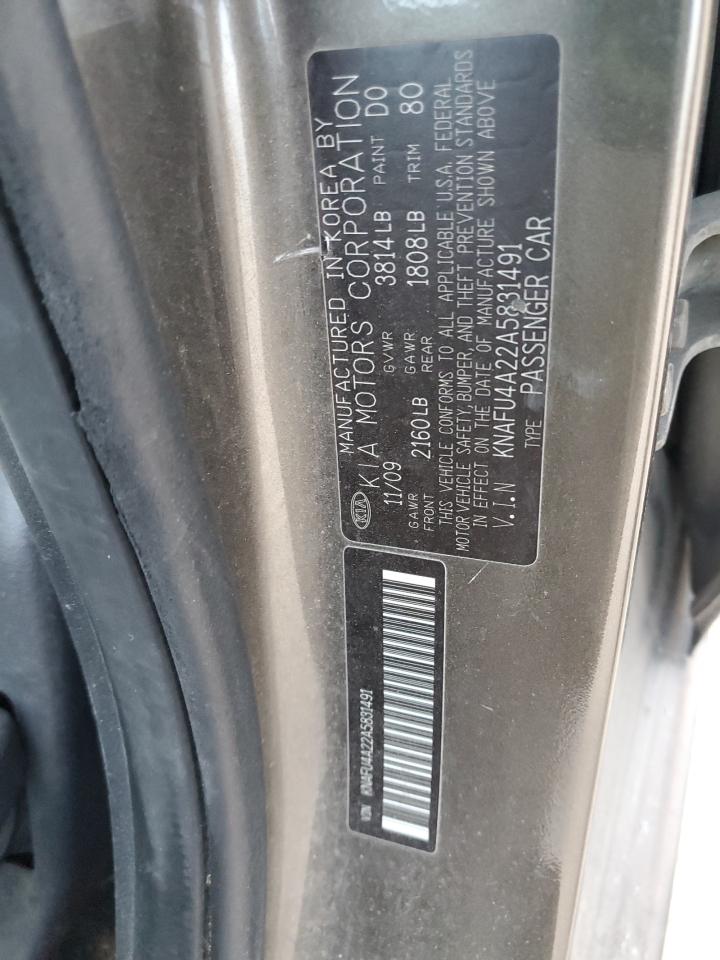 MANUFACTURED IN KOREA BY
KIA KIA MOTORS CORPORATION
11/09 GVWR 3814LB PAINT D0
GAWR FRONT 2160LB GAWR REAR 1808LB TRIM 80
THIS VEHICLE CONFORMS TO ALL APPLICABLE U.S.A. FEDERAL
MOTOR VEHICLE SAFETY, BUMPER, AND THEFT PREVENTION STANDARDS
IN EFFECT ON THE DATE OF MANUFACTURE SHOWN ABOVE
V.I.N KNAFU4A22A5831491
TYPE PASSENGER CAR
VIN KNAFU4A22A5831491